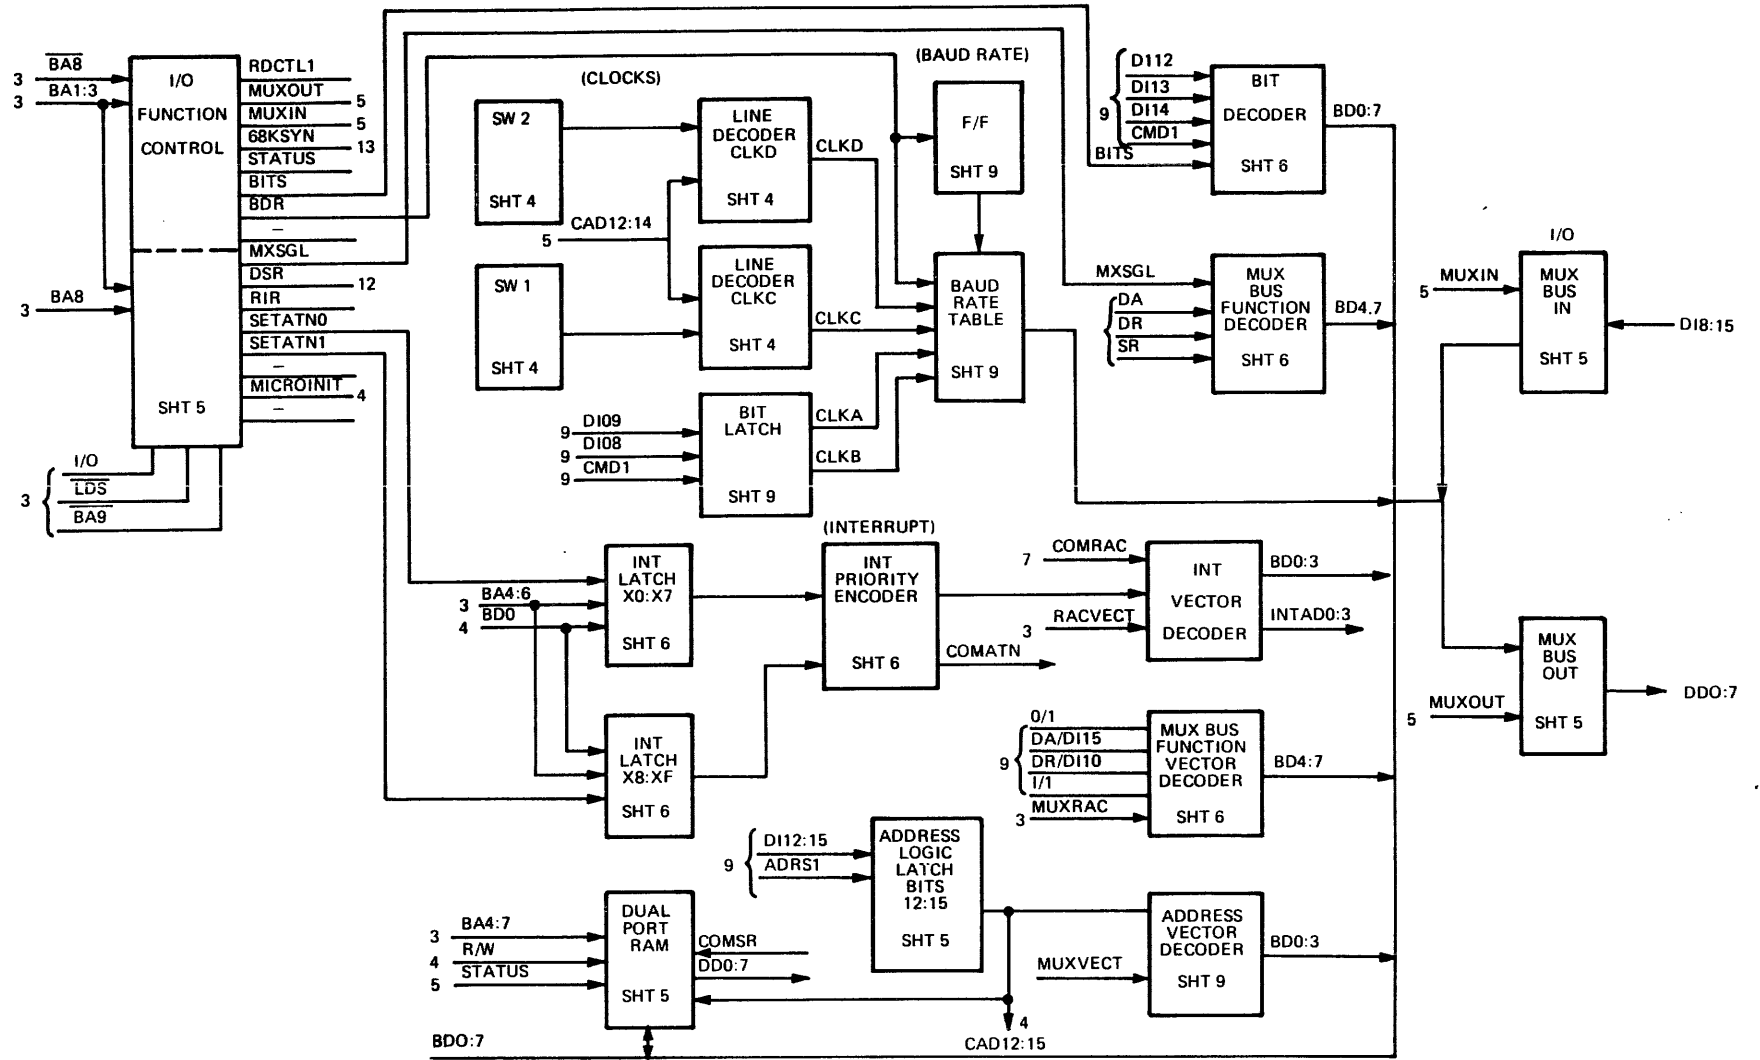 3 BA8
3 BA1:3
I/O
FUNCTION
CONTROL
SHT 5
3 BA8
RDCTL1
MUXOUT 5
MUXIN 5
68KSYN 13
STATUS
BITS
BDR
–
MXSGL
DSR 12
RIR
SETATN0
SETATN1
–
MICROINIT 4
–
3 { I/O
LDS
BA9
(CLOCKS)
SW 2
SHT 4
CAD12:14
5
SW 1
SHT 4
LINE
DECODER
CLKD
SHT 4
CLKD
LINE
DECODER
CLKC
SHT 4
CLKC
9 DI09
9 DI08
9 CMD1
BIT
LATCH
SHT 9
CLKA
CLKB
(BAUD RATE)
F/F
SHT 9
BAUD
RATE
TABLE
SHT 9
9 { D112
DI13
DI14
CMD1
BITS
BIT
DECODER
SHT 6
BD0:7
MXSGL
{ DA
DR
SR
MUX
BUS
FUNCTION
DECODER
SHT 6
BD4.7
I/O
5 MUXIN
MUX
BUS
IN
SHT 5
DI8:15
3 BA4:6
4 BD0
INT
LATCH
X0:X7
SHT 6
INT
LATCH
X8:XF
SHT 6
(INTERRUPT)
INT
PRIORITY
ENCODER
SHT 6
COMATN
7 COMRAC
3 RACVECT
INT
VECTOR
DECODER
BD0:3
INTAD0:3
5 MUXOUT
MUX
BUS
OUT
SHT 5
DDO:7
9 { 0/1
DA/DI15
DR/DI10
I/1
3 MUXRAC
MUX BUS
FUNCTION
VECTOR
DECODER
SHT 6
BD4:7
9 { DI12:15
ADRS1
ADDRESS
LOGIC
LATCH
BITS
12:15
SHT 5
3 BA4:7
4 R/W
5 STATUS
DUAL
PORT
RAM
SHT 5
COMSR
DD0:7
MUXVECT
ADDRESS
VECTOR
DECODER
SHT 9
BD0:3
4
CAD12:15
BDO:7